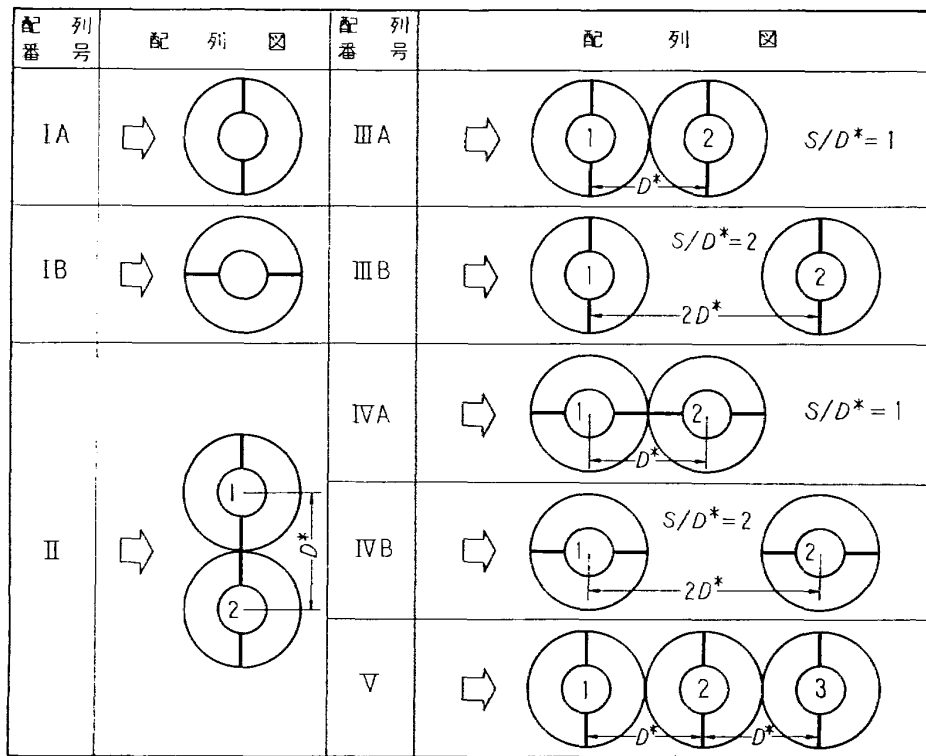 配列番号 配列図 配列番号 配列図
ⅠA
ⅢA 1 2 D* S/D*=1
ⅠB
ⅢB 1 2 S/D*=2 2D*
Ⅱ 1 2 D*
ⅣA 1 2 D* S/D*=1
ⅣB 1 2 S/D*=2 2D*
Ⅴ 1 2 3 D* D*